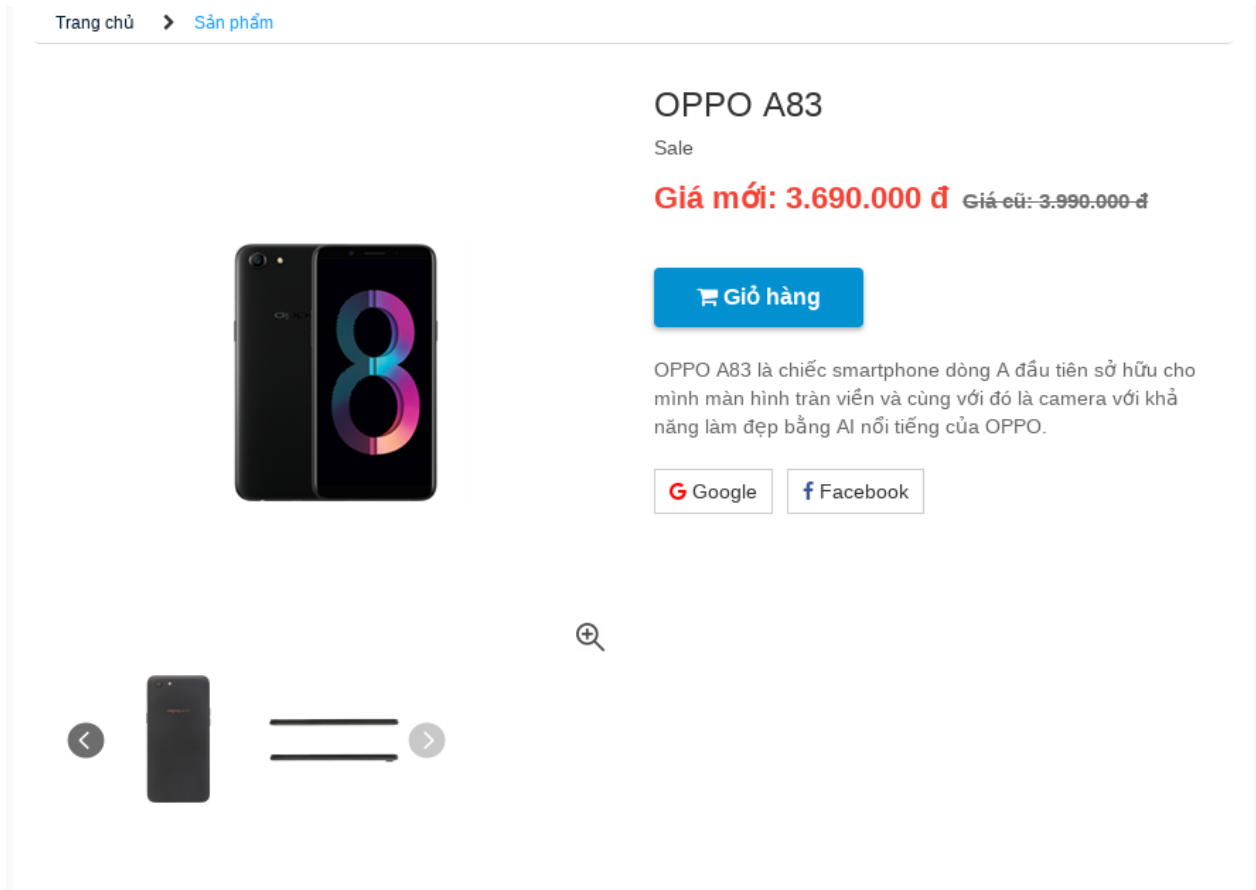 Trang chủ
Sản phẩm
OPPO A83
Sale
Giá mới: 3.690.000 đ Giá cũ: 3.990.000 đ
Giỏ hàng
OPPO A83 là chiếc smartphone dòng A đầu tiên sở hữu cho
mình màn hình tràn viền và cùng với đó là camera với khả
năng làm đẹp bằng AI nổi tiếng của OPPO.
Google
Facebook